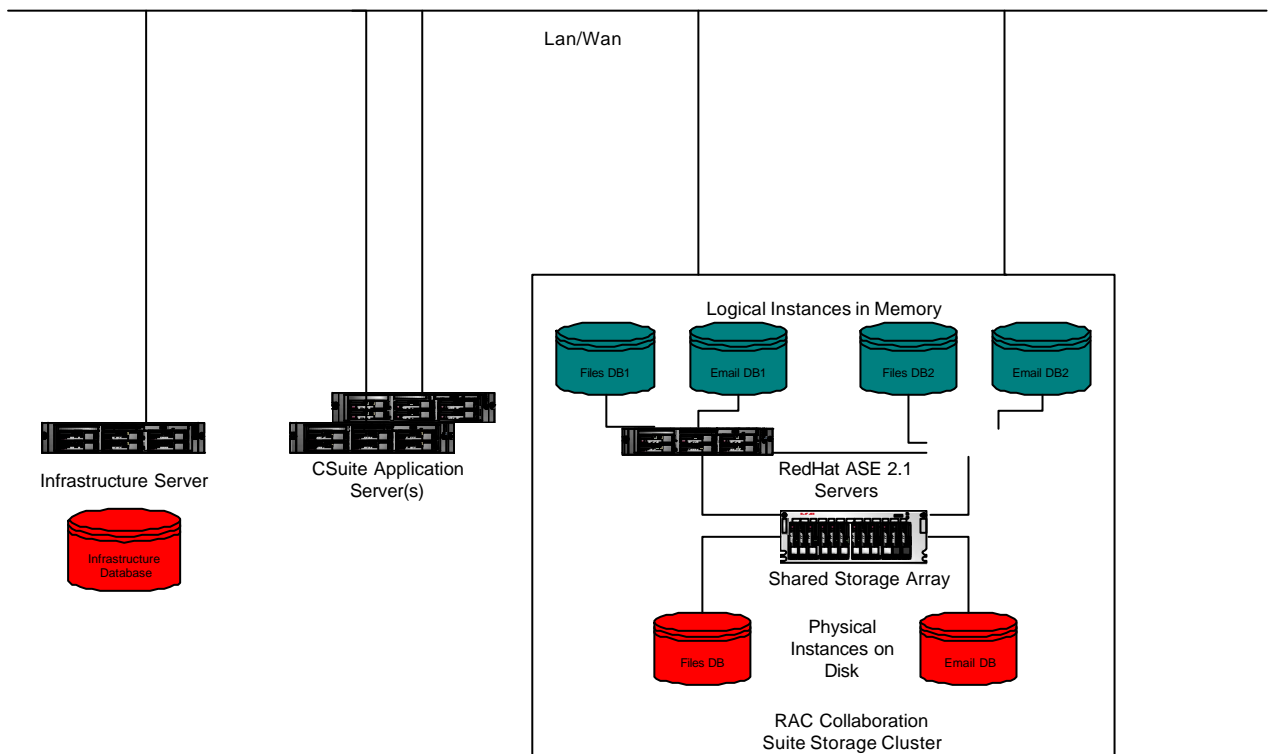 Lan/Wan
Logical Instances in Memory
Files DB1
Email DB1
Files DB2
Email DB2
Infrastructure Server
CSuite Application
Server(s)
RedHat ASE 2.1
Servers
Infrastructure
Database
Shared Storage Array
Physical
Instances on
Disk
Files DB
Email DB
RAC Collaboration
Suite Storage Cluster